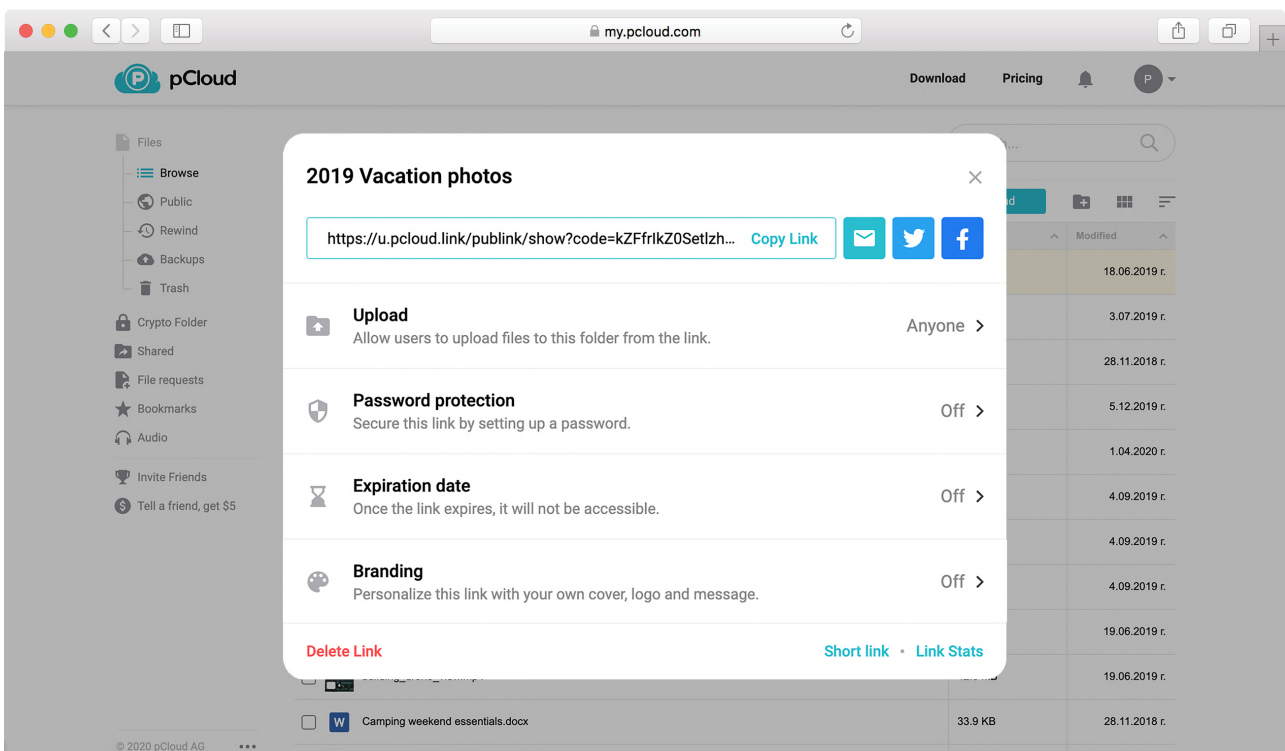 my.pcloud.com
pCloud
Download
Pricing
P
Files
Browse
Public
Rewind
Backups
Trash
Crypto Folder
Shared
File requests
Bookmarks
Audio
Invite Friends
Tell a friend, get $5
© 2020 pCloud AG
2019 Vacation photos
https://u.pcloud.link/publink/show?code=kZFfrIkZ0SetIzh...
Copy Link
Upload
Allow users to upload files to this folder from the link.
Anyone
Password protection
Secure this link by setting up a password.
Off
Expiration date
Once the link expires, it will not be accessible.
Off
Branding
Personalize this link with your own cover, logo and message.
Off
Delete Link
Short link • Link Stats
Modified
18.06.2019 г.
3.07.2019 г.
28.11.2018 г.
5.12.2019 г.
1.04.2020 г.
4.09.2019 г.
4.09.2019 г.
4.09.2019 г.
19.06.2019 г.
19.06.2019 г.
W Camping weekend essentials.docx 33.9 KB 28.11.2018 г.